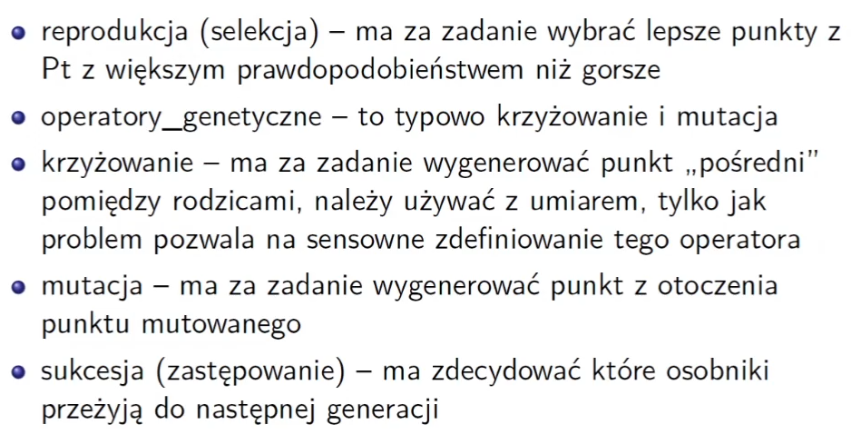 reprodukcja (selekcja) – ma za zadanie wybrać lepsze punkty z
Pt z większym prawdopodobieństwem niż gorsze
operatory_genetyczne – to typowo krzyżowanie i mutacja
krzyżowanie – ma za zadanie wygenerować punkt „pośredni”
pomiędzy rodzicami, należy używać z umiarem, tylko jak
problem pozwala na sensowne zdefiniowanie tego operatora
mutacja – ma za zadanie wygenerować punkt z otoczenia
punktu mutowanego
sukcesja (zastępowanie) – ma zdecydować które osobniki
przeżyją do następnej generacji